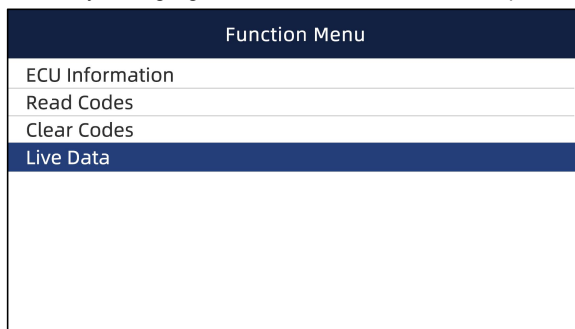 Function Menu
ECU Information
Read Codes
Clear Codes
Live Data